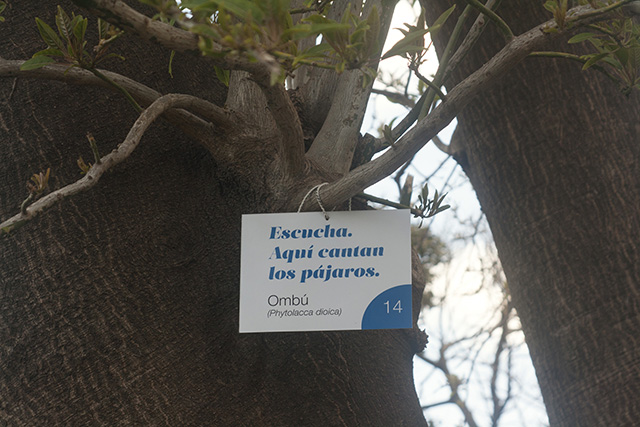 Escucha.
Aquí cantan
los pájaros.
Ombú
(Phytolacca dioica)
14